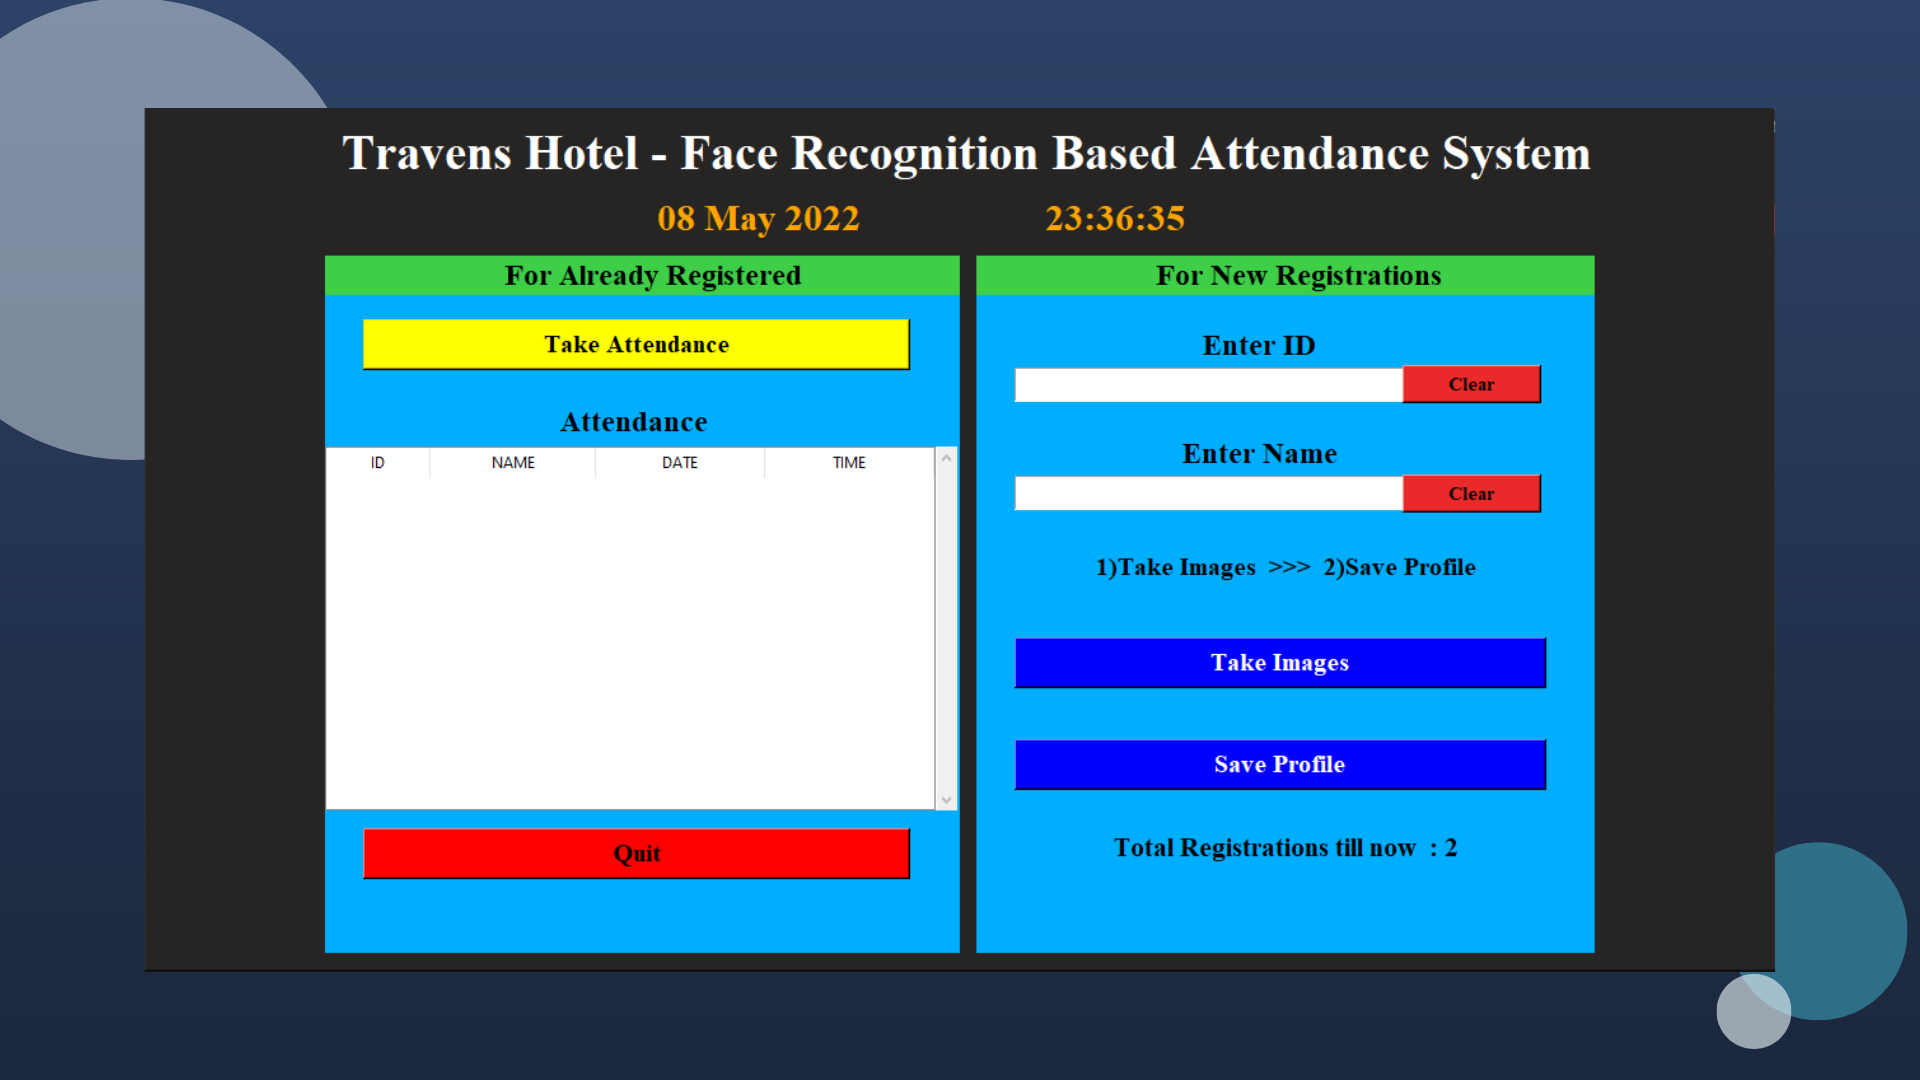 Travens Hotel - Face Recognition Based Attendance System
08 May 2022 23:36:35
For Already Registered
Take Attendance
Attendance
ID NAME DATE TIME
Quit
For New Registrations
Enter ID
Clear
Enter Name
Clear
1)Take Images >>> 2)Save Profile
Take Images
Save Profile
Total Registrations till now : 2